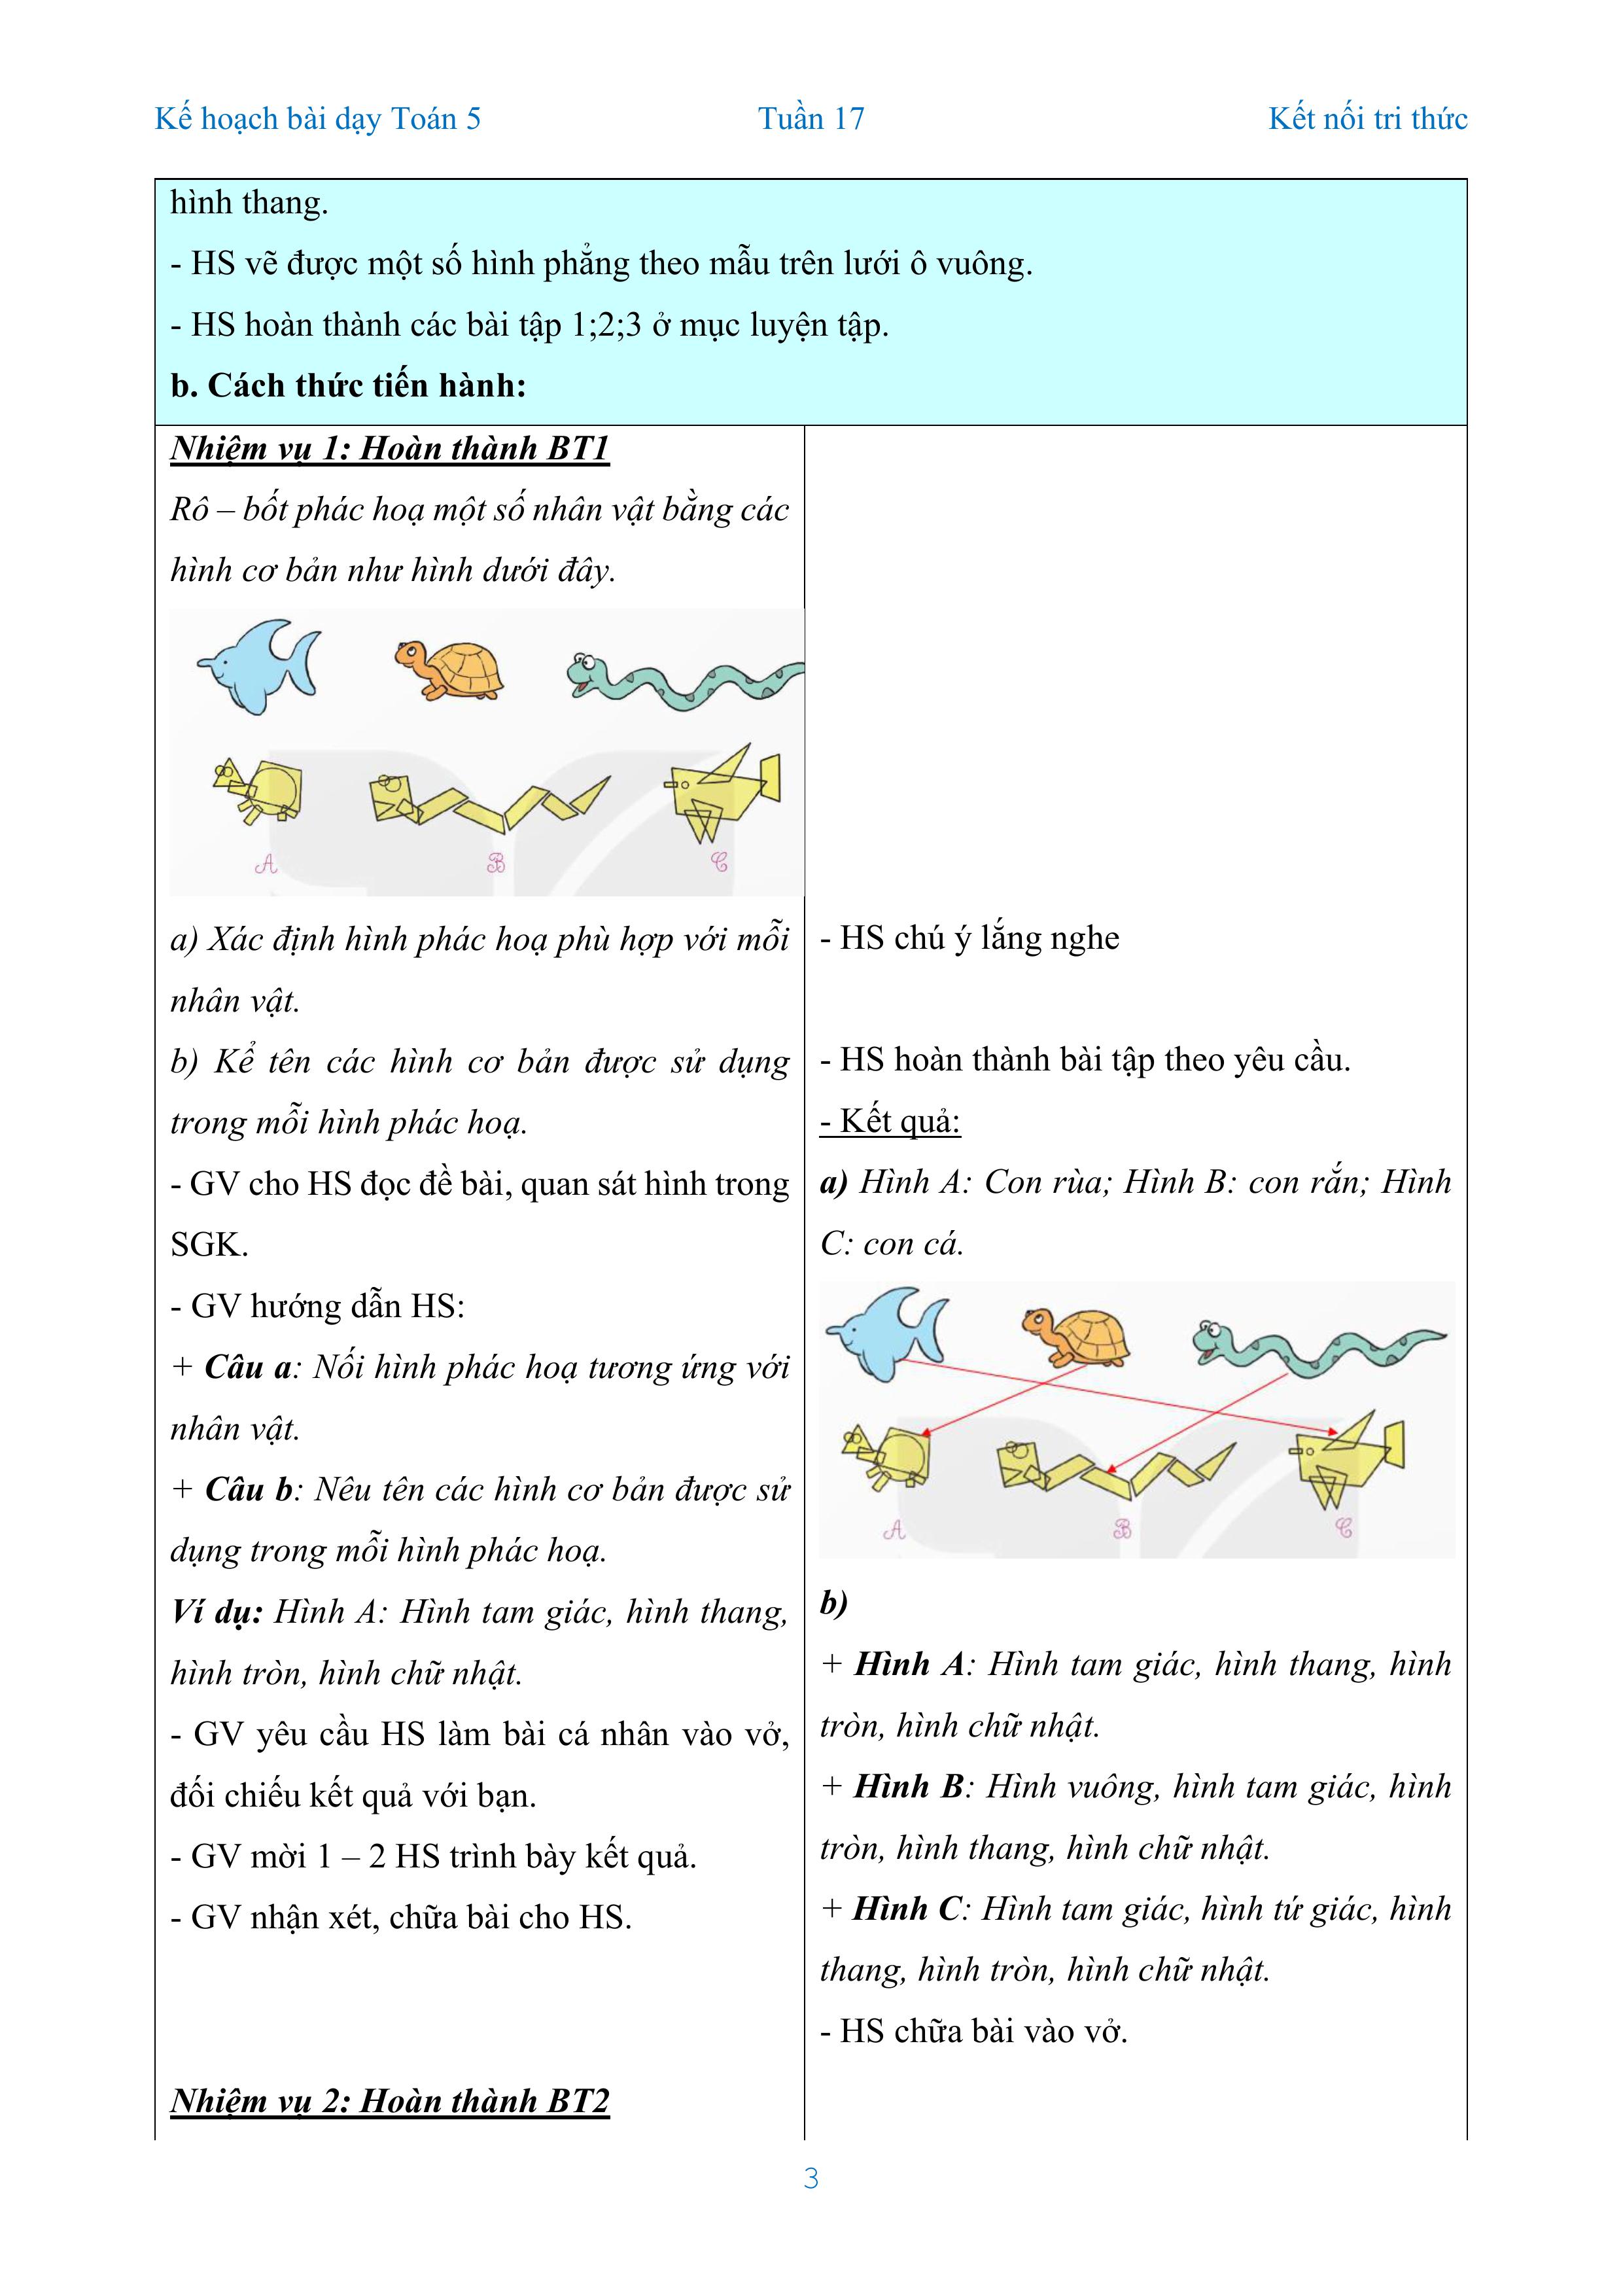 Kế hoạch bài dạy Toán 5 Tuần 17 Kết nối tri thức
hình thang.
- HS vẽ được một số hình phẳng theo mẫu trên lưới ô vuông.
- HS hoàn thành các bài tập 1;2;3 ở mục luyện tập.
b. Cách thức tiến hành:
Nhiệm vụ 1: Hoàn thành BT1
Rô – bốt phác hoạ một số nhân vật bằng các
hình cơ bản như hình dưới đây.
A B C
a) Xác định hình phác hoạ phù hợp với mỗi
nhân vật.
b) Kể tên các hình cơ bản được sử dụng
trong mỗi hình phác hoạ.
- GV cho HS đọc đề bài, quan sát hình trong
SGK.
- GV hướng dẫn HS:
+ Câu a: Nối hình phác hoạ tương ứng với
nhân vật.
+ Câu b: Nêu tên các hình cơ bản được sử
dụng trong mỗi hình phác hoạ.
Ví dụ: Hình A: Hình tam giác, hình thang,
hình tròn, hình chữ nhật.
- GV yêu cầu HS làm bài cá nhân vào vở,
đối chiếu kết quả với bạn.
- GV mời 1 – 2 HS trình bày kết quả.
- GV nhận xét, chữa bài cho HS.
Nhiệm vụ 2: Hoàn thành BT2
- HS chú ý lắng nghe
- HS hoàn thành bài tập theo yêu cầu.
- Kết quả:
a) Hình A: Con rùa; Hình B: con rắn; Hình
C: con cá.
A B C
b)
+ Hình A: Hình tam giác, hình thang, hình
tròn, hình chữ nhật.
+ Hình B: Hình vuông, hình tam giác, hình
tròn, hình thang, hình chữ nhật.
+ Hình C: Hình tam giác, hình tứ giác, hình
thang, hình tròn, hình chữ nhật.
- HS chữa bài vào vở.
3